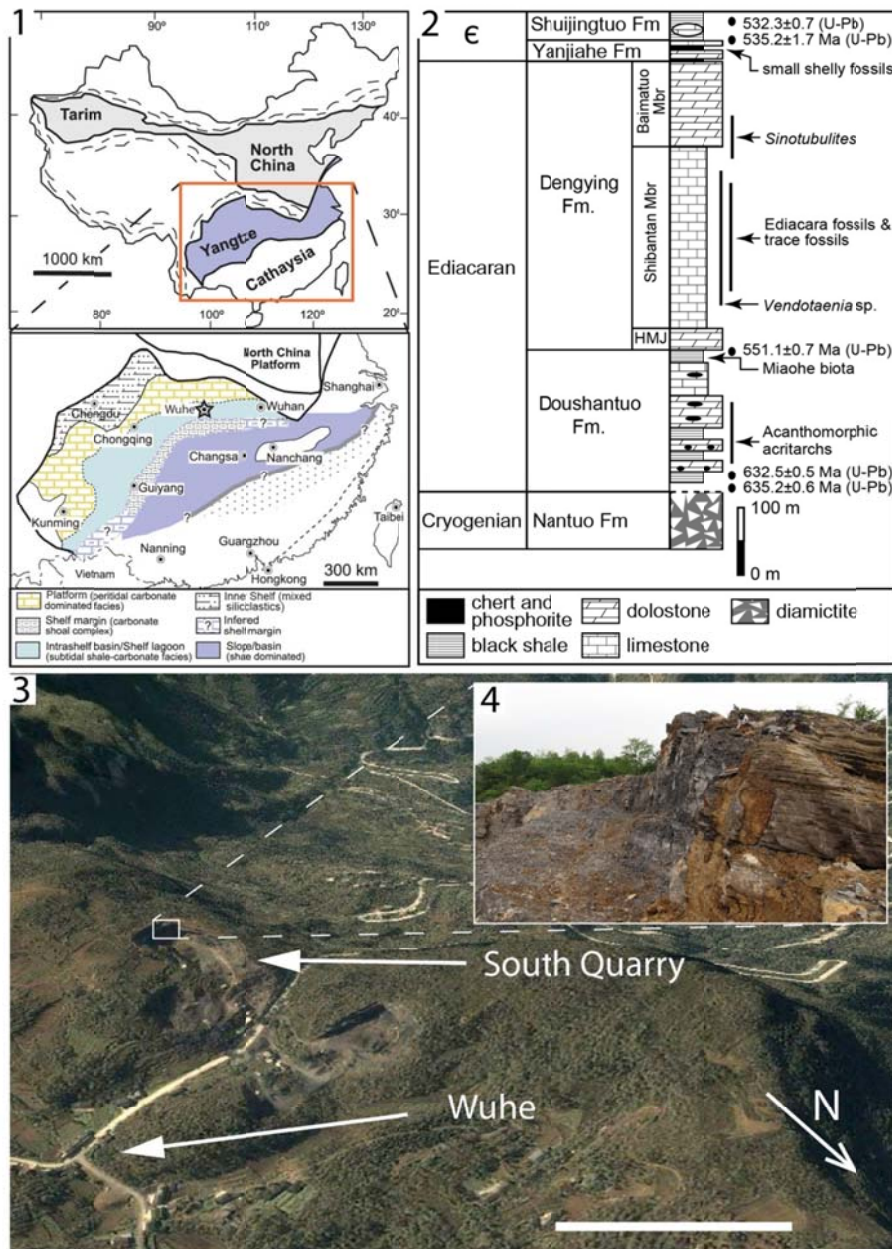 1
110° 130°
90°
Tarim
North
China
40°
30°
Yangtze
Cathaysia
1000 km
20°
100° 120°
North China
Platform
Shanghai
Wuhe
Wuhan
Chengdu
Chongqing
?
Changsa
Nanchang
?
Guiyang
?
Kunming
?
Taibei
Nanning
Guargzhou
Vietnam
Hongkong
300 km
Platform (peritidal carbonate
dominated facies)
Inne Shelf (mixed
silicclastics)
Shelf margin (carbonate
shoal complex)
?
Infered
shelf margin
Intrashelf basin/Shelf lagoon
(subtidal shale-carbonate facies)
Slope/basin
(shae dominated)
2
Є
Shuijingtuo Fm
532.3±0.7 (U-Pb)
535.2±1.7 Ma (U-Pb)
Yanjiahe Fm
small shelly fossils
Ediacaran
Dengying
Fm.
Baimatuo
Mbr
Sinotubulites
Shibantan Mbr
Ediacara fossils &
trace fossils
Vendotaenia sp.
HMJ
551.1±0.7 Ma (U-Pb)
Miaohe biota
Doushantuo
Fm.
Acanthomorphic
acritarchs
632.5±0.5 Ma (U-Pb)
635.2±0.6 Ma (U-Pb)
Cryogenian
Nantuo Fm
100 m
0 m
chert and
phosphorite
dolostone
diamictite
black shale
limestone
3
4
South Quarry
Wuhe
N